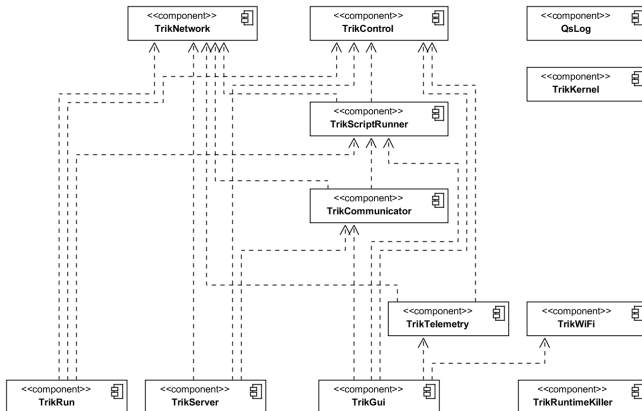 <<component>>
TrikNetwork
<<component>>
TrikControl
<<component>>
QsLog
<<component>>
TrikKernel
<<component>>
TrikScriptRunner
<<component>>
TrikCommunicator
<<component>>
TrikTelemetry
<<component>>
TrikWiFi
<<component>>
TrikRun
<<component>>
TrikServer
<<component>>
TrikGui
<<component>>
TrikRuntimeKiller